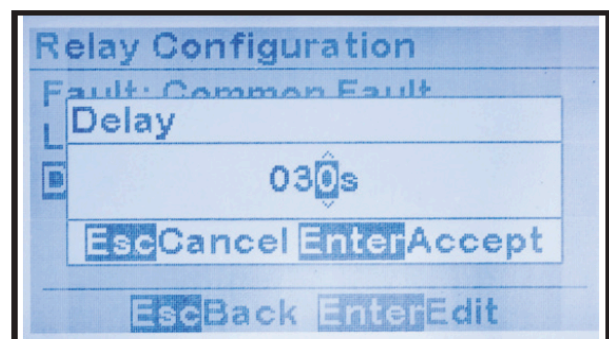 Relay Configuration
Fault: Common Fault
L
D
Delay
030s
EscCancel EnterAccept
EscBack EnterEdit